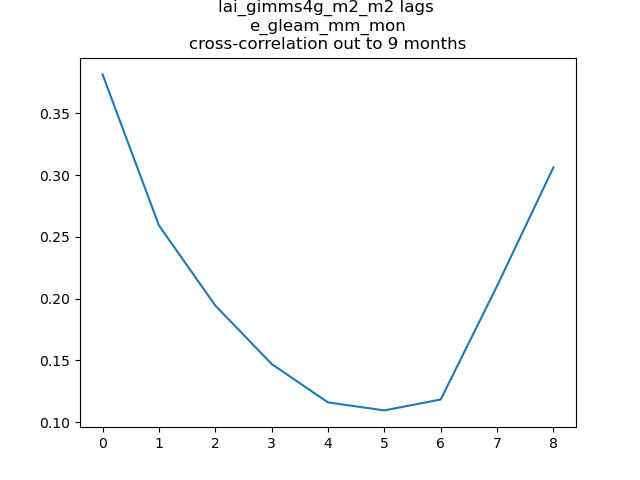 lai_gimms4g_m2_m2 lags
e_gleam_mm_mon
cross-correlation out to 9 months
0.35
0.30
0.25
0.20
0.15
0.10
0 1 2 3 4 5 6 7 8